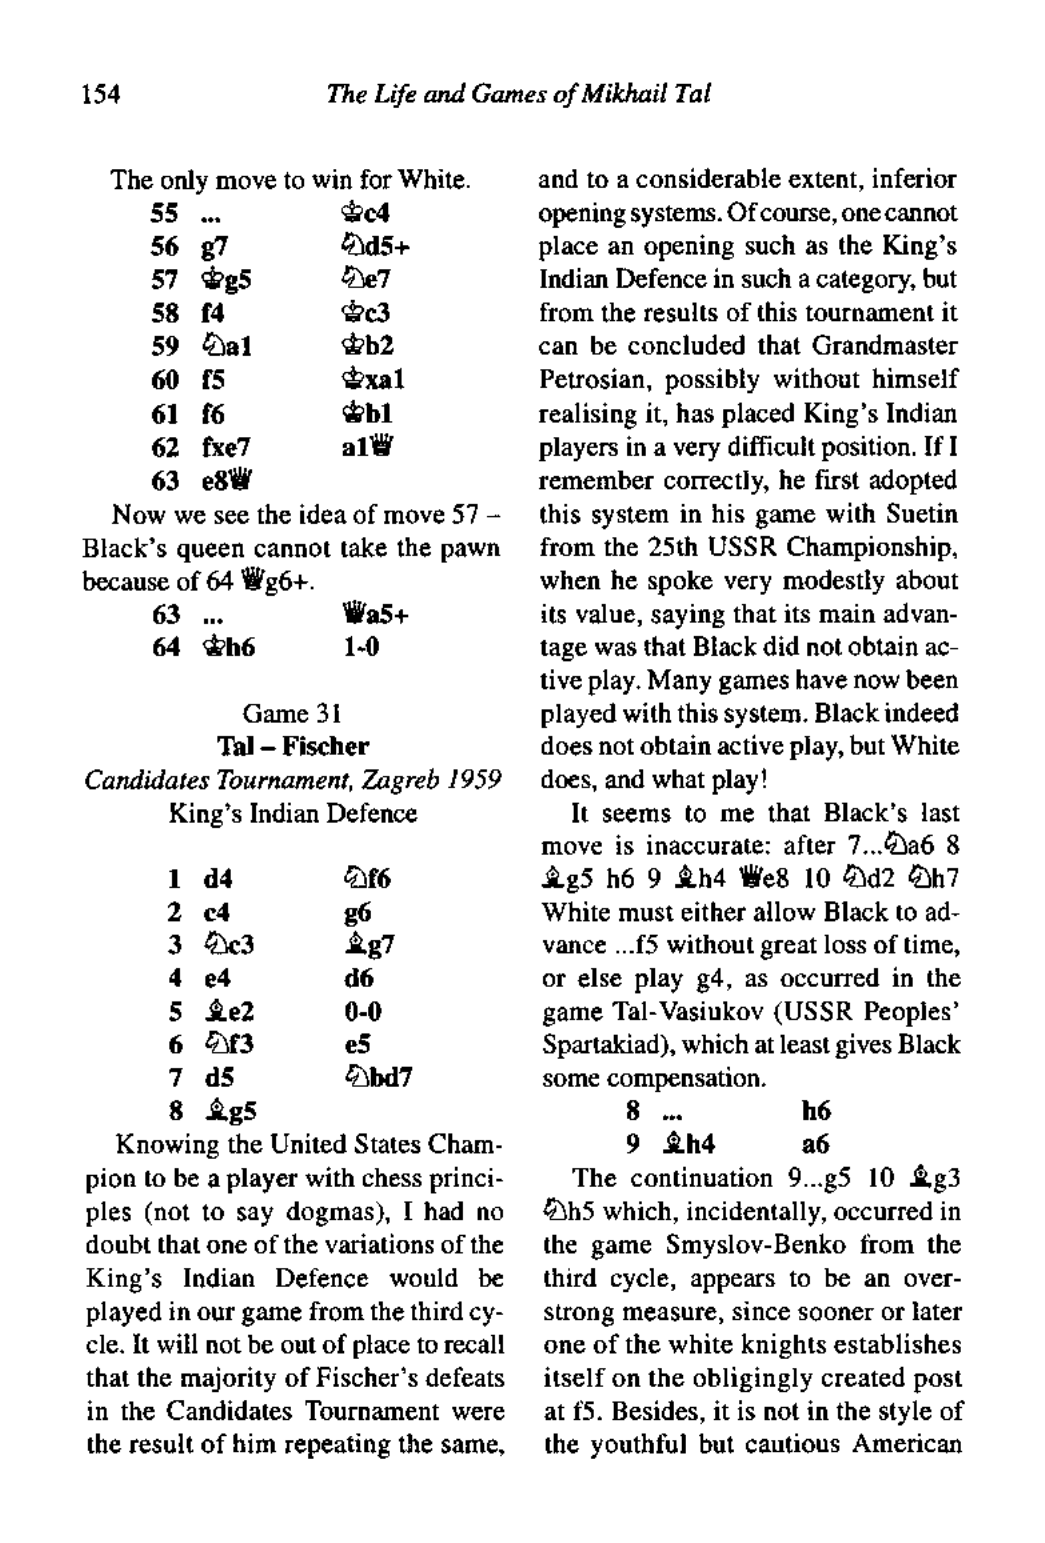 154
The Life and Games of Mikhail Tal
The only move to win for White.
55 ... ♔c4
56 g7 ♘d5+
57 ♔g5 ♘e7
58 f4 ♔c3
59 ♘a1 ♔b2
60 f5 ♔xa1
61 f6 ♔b1
62 fxe7 a1♕
63 e8♕
Now we see the idea of move 57 –
Black's queen cannot take the pawn
because of 64 ♕g6+.
63 ... ♕a5+
64 ♔h6 1-0
Game 31
Tal – Fischer
Candidates Tournament, Zagreb 1959
King's Indian Defence
1 d4 ♘f6
2 c4 g6
3 ♘c3 ♗g7
4 e4 d6
5 ♗e2 0-0
6 ♘f3 e5
7 d5 ♘bd7
8 ♗g5
Knowing the United States Cham-
pion to be a player with chess princi-
ples (not to say dogmas), I had no
doubt that one of the variations of the
King's Indian Defence would be
played in our game from the third cy-
cle. It will not be out of place to recall
that the majority of Fischer's defeats
in the Candidates Tournament were
the result of him repeating the same,
and to a considerable extent, inferior
opening systems. Of course, one cannot
place an opening such as the King's
Indian Defence in such a category, but
from the results of this tournament it
can be concluded that Grandmaster
Petrosian, possibly without himself
realising it, has placed King's Indian
players in a very difficult position. If I
remember correctly, he first adopted
this system in his game with Suetin
from the 25th USSR Championship,
when he spoke very modestly about
its value, saying that its main advan-
tage was that Black did not obtain ac-
tive play. Many games have now been
played with this system. Black indeed
does not obtain active play, but White
does, and what play!
It seems to me that Black's last
move is inaccurate: after 7...♘a6 8
♗g5 h6 9 ♗h4 ♕e8 10 ♘d2 ♘h7
White must either allow Black to ad-
vance ...f5 without great loss of time,
or else play g4, as occurred in the
game Tal-Vasiukov (USSR Peoples'
Spartakiad), which at least gives Black
some compensation.
8 ... h6
9 ♗h4 a6
The continuation 9...g5 10 ♗g3
♘h5 which, incidentally, occurred in
the game Smyslov-Benko from the
third cycle, appears to be an over-
strong measure, since sooner or later
one of the white knights establishes
itself on the obligingly created post
at f5. Besides, it is not in the style of
the youthful but cautious American